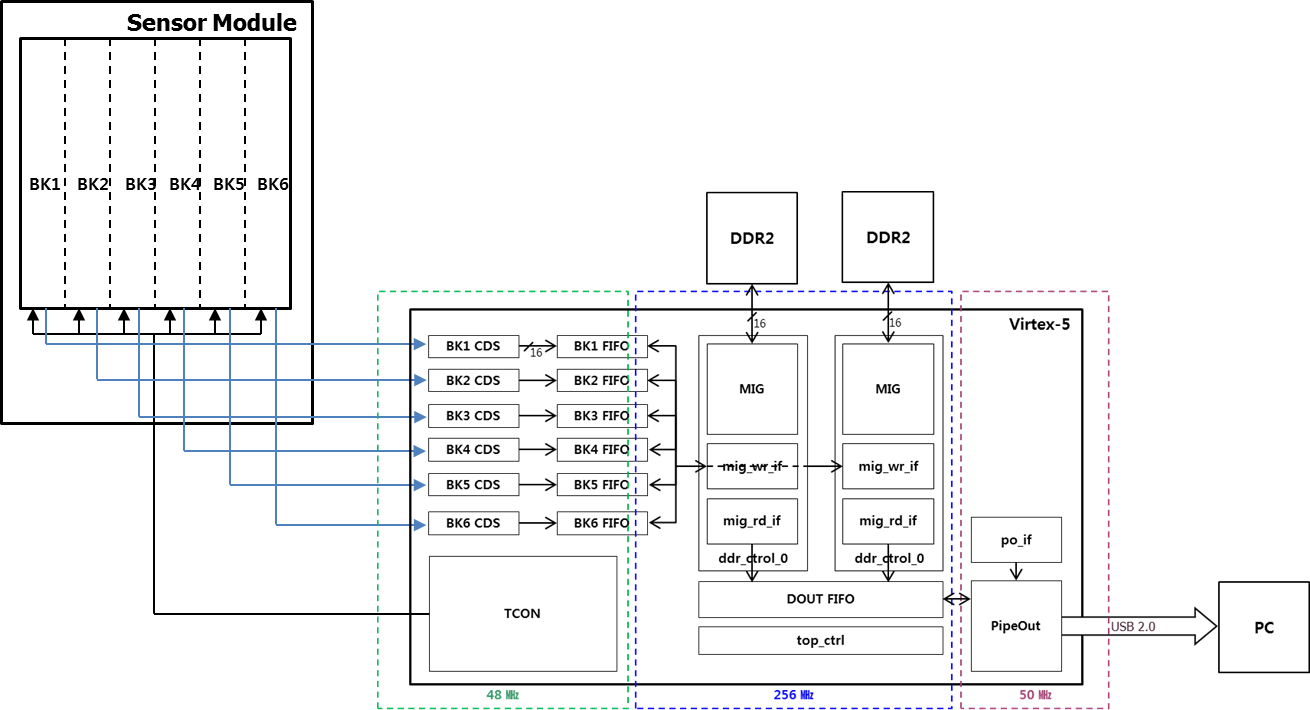 Sensor Module
BK1 BK2 BK3 BK4 BK5 BK6
DDR2 DDR2
Virtex-5
16 16
BK1 CDS 16 BK1 FIFO
BK2 CDS BK2 FIFO
BK3 CDS BK3 FIFO
BK4 CDS BK4 FIFO
BK5 CDS BK5 FIFO
BK6 CDS BK6 FIFO
MIG MIG
mig_wr_if mig_wr_if
mig_rd_if mig_rd_if
ddr_ctrol_0 ddr_ctrol_0
po_if
TCON
DOUT FIFO
top_ctrl
PipeOut
USB 2.0
PC
48 ㎒
256 ㎒
50 ㎒